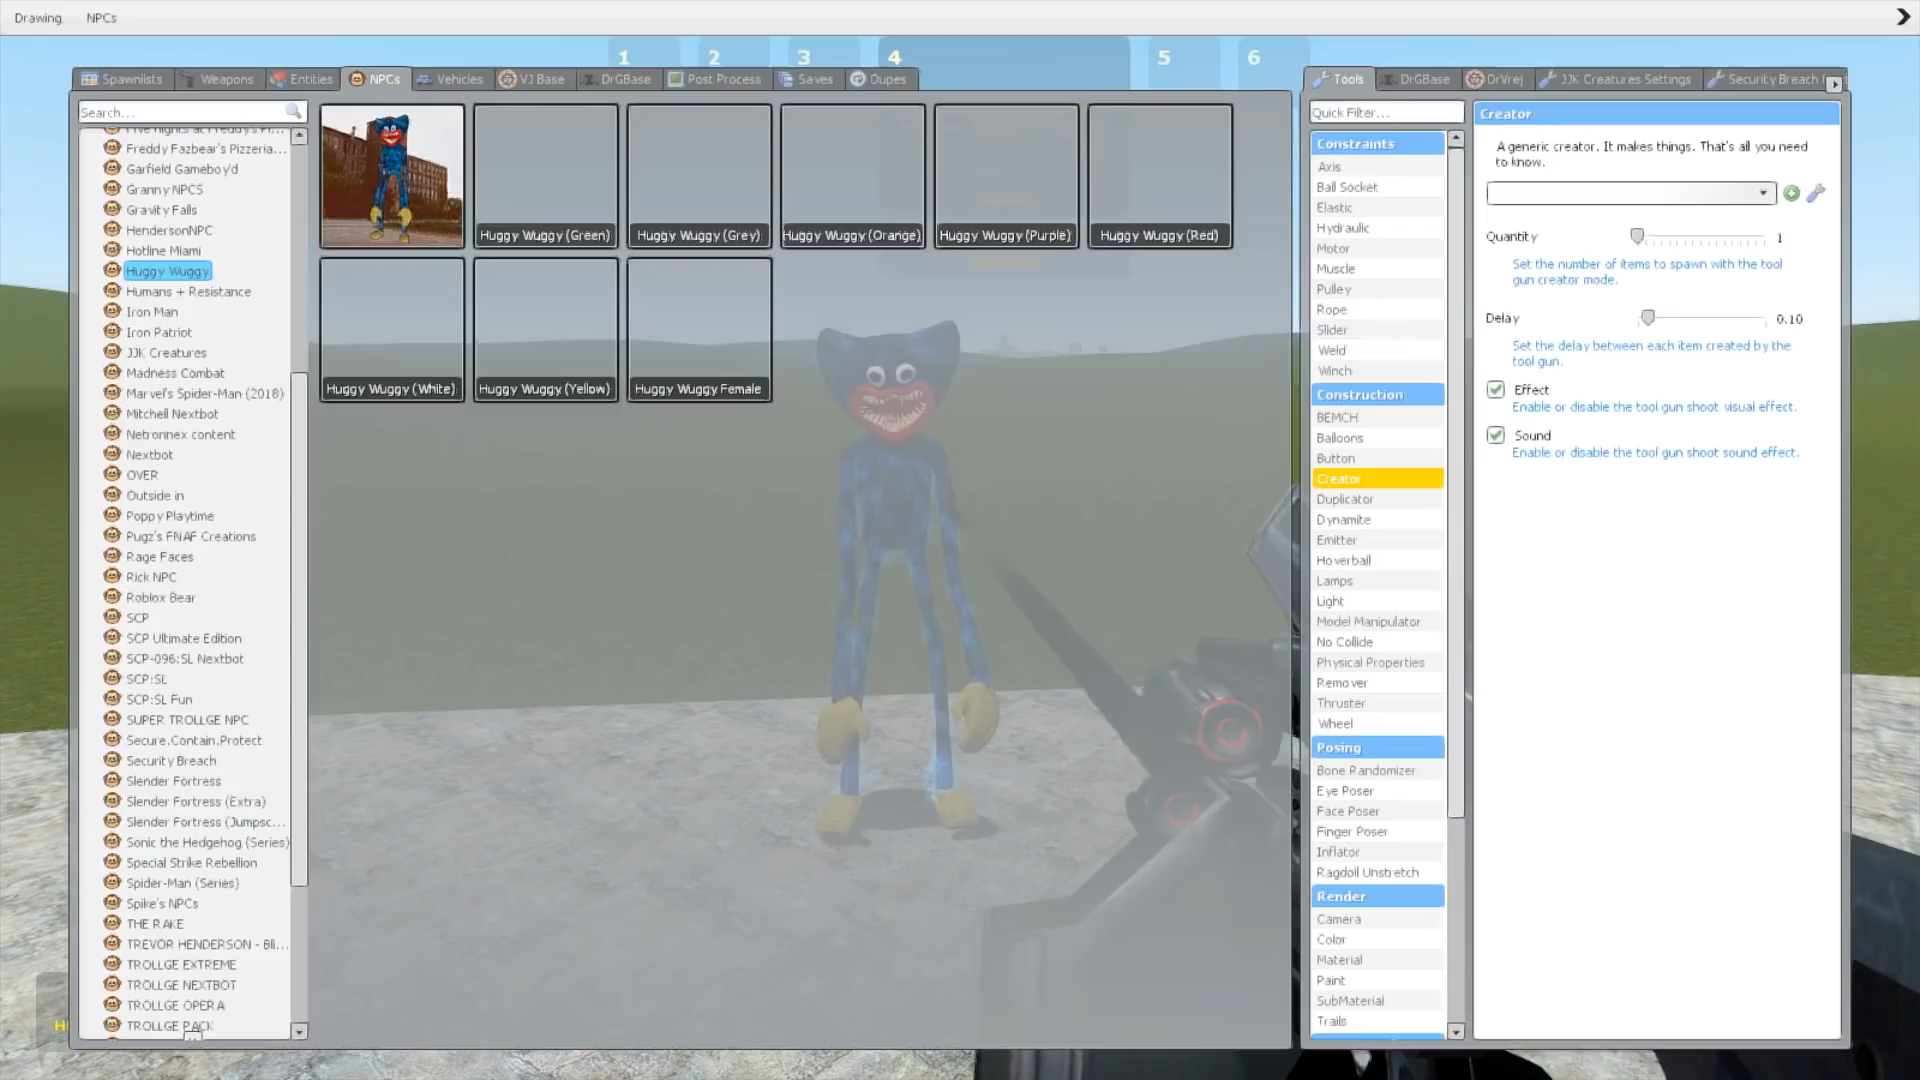 Drawing NPCs
1 2 3 4 5 6
Spawnlists Weapons Entities NPCs Vehicles VJ Base DrGBase Post Process Saves Dupes
Search...
Freddy Fazbear's Pizzeria...
Garfield Gameboy'd
Granny NPCS
Gravity Falls
HendersonNPC
Hotline Miami
Huggy Wuggy
Humans + Resistance
Iron Man
Iron Patriot
JJK Creatures
Madness Combat
Marvel's Spider-Man (2018)
Mitchell Nextbot
Netronnex content
Nextbot
OVER
Outside in
Poppy Playtime
Pugz's FNAF Creations
Rage Faces
Rick NPC
Roblox Bear
SCP
SCP Ultimate Edition
SCP-096:SL Nextbot
SCP:SL
SCP:SL Fun
SUPER TROLLGE NPC
Secure.Contain.Protect
Security Breach
Slender Fortress
Slender Fortress (Extra)
Slender Fortress (Jumpsc...
Sonic the Hedgehog (Series)
Special Strike Rebellion
Spider-Man (Series)
Spike's NPCs
THE RAKE
TREVOR HENDERSON - Bli...
TROLLGE EXTREME
TROLLGE NEXTBOT
TROLLGE OPERA
TROLLGE PACK
Huggy Wuggy (Green) Huggy Wuggy (Grey) Huggy Wuggy (Orange) Huggy Wuggy (Purple) Huggy Wuggy (Red)
Huggy Wuggy (White) Huggy Wuggy (Yellow) Huggy Wuggy Female
Tools DrGBase DrVrej JJK Creatures Settings Security Breach
Quick Filter...
Constraints
Axis
Ball Socket
Elastic
Hydraulic
Motor
Muscle
Pulley
Rope
Slider
Weld
Winch
Construction
BEMCH
Balloons
Button
Creator
Duplicator
Dynamite
Emitter
Hoverball
Lamps
Light
Model Manipulator
No Collide
Physical Properties
Remover
Thruster
Wheel
Posing
Bone Randomizer
Eye Poser
Face Poser
Finger Poser
Inflator
Ragdoll Unstretch
Render
Camera
Color
Material
Paint
SubMaterial
Trails
Creator
A generic creator. It makes things. That's all you need
to know.
Quantity 1
Set the number of items to spawn with the tool
gun creator mode.
Delay 0.10
Set the delay between each item created by the
tool gun.
Effect
Enable or disable the tool gun shoot visual effect.
Sound
Enable or disable the tool gun shoot sound effect.